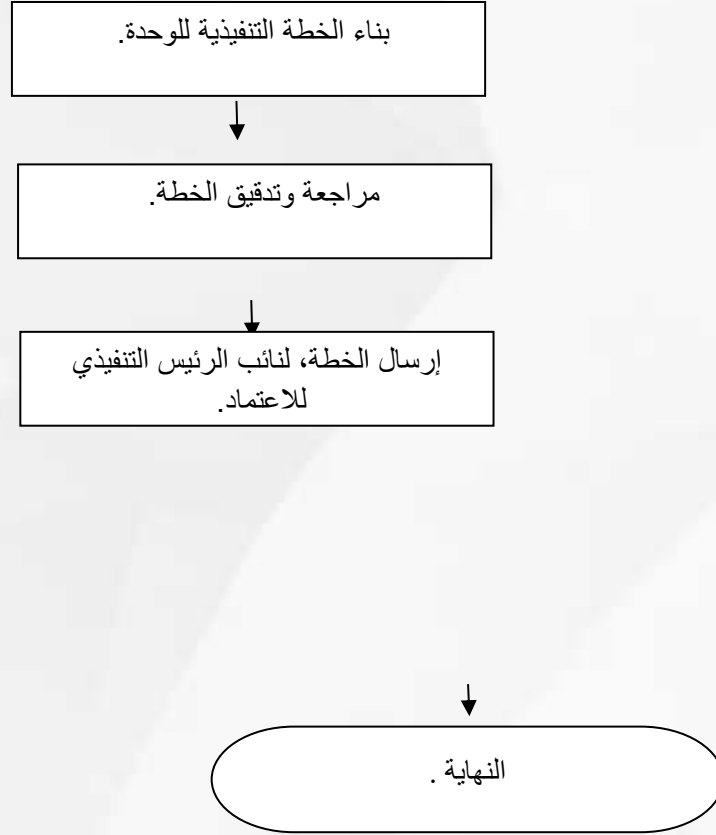 بناء الخطة التنفيذية للوحدة.
مراجعة وتدقيق الخطة.
إرسال الخطة، لنائب الرئيس التنفيذي
للاعتماد.
النهاية .